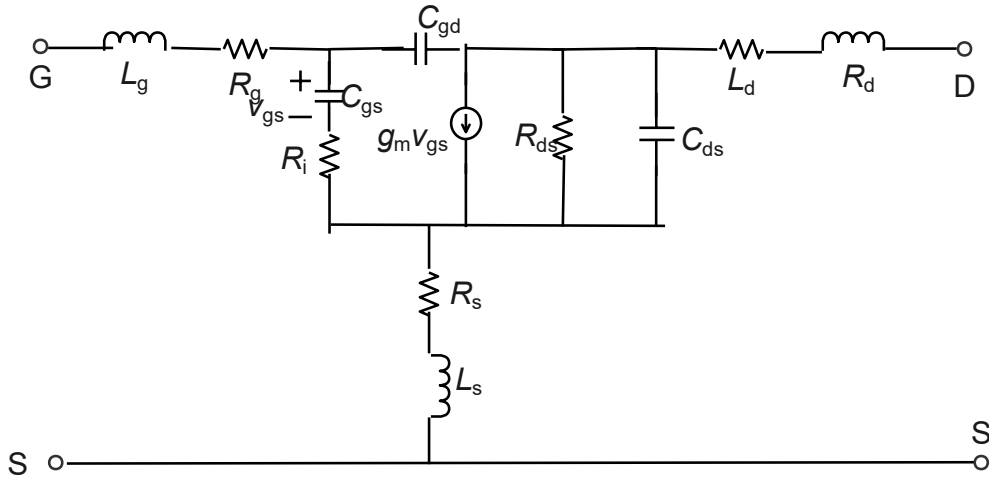 C_gd
G
L_g
R_g
+
v_gs
−
C_gs
R_i
g_m v_gs
R_ds
C_ds
L_d
R_d
D
R_s
L_s
S
S